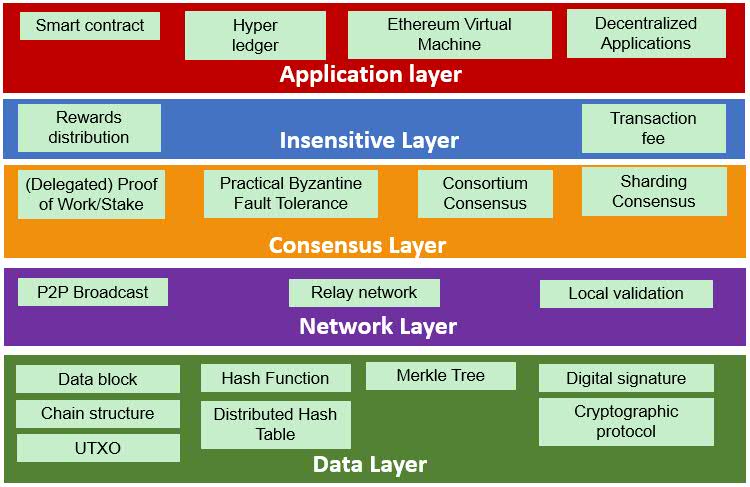 Smart contract
Hyper
ledger
Ethereum Virtual
Machine
Decentralized
Applications
Application layer
Rewards
distribution
Transaction
fee
Insensitive Layer
(Delegated) Proof
of Work/Stake
Practical Byzantine
Fault Tolerance
Consortium
Consensus
Sharding
Consensus
Consensus Layer
P2P Broadcast
Relay network
Local validation
Network Layer
Data block
Hash Function
Merkle Tree
Digital signature
Chain structure
Distributed Hash
Table
Cryptographic
protocol
UTXO
Data Layer